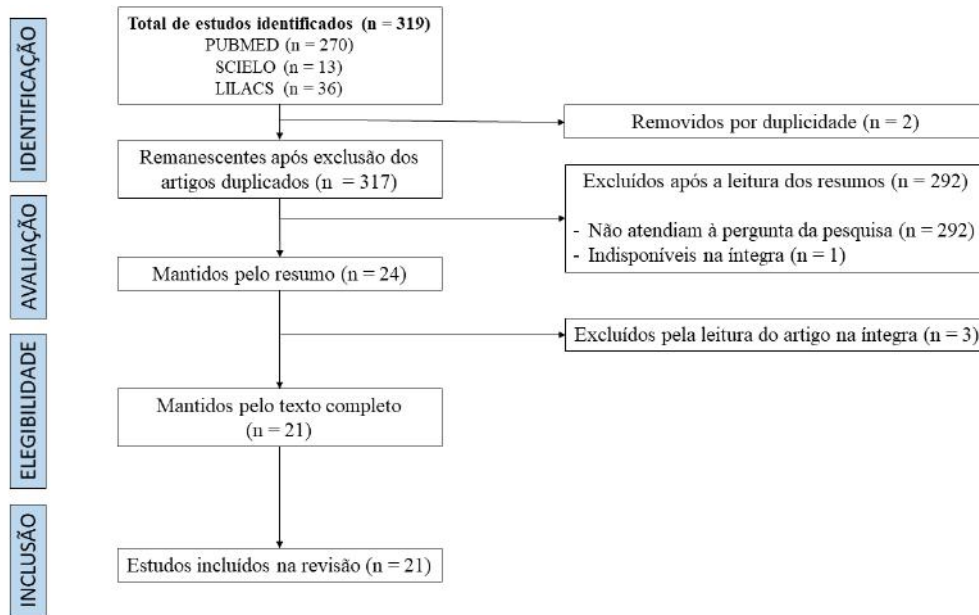 IDENTIFICAÇÃO
Total de estudos identificados (n = 319)
PUBMED (n = 270)
SCIELO (n = 13)
LILACS (n = 36)
Removidos por duplicidade (n = 2)
Remanescentes após exclusão dos
artigos duplicados (n = 317)
AVALIAÇÃO
Excluídos após a leitura dos resumos (n = 292)
- Não atendiam à pergunta da pesquisa (n = 292)
- Indisponíveis na íntegra (n = 1)
Mantidos pelo resumo (n = 24)
ELEGIBILIDADE
Excluídos pela leitura do artigo na íntegra (n = 3)
Mantidos pelo texto completo
(n = 21)
INCLUSÃO
Estudos incluídos na revisão (n = 21)